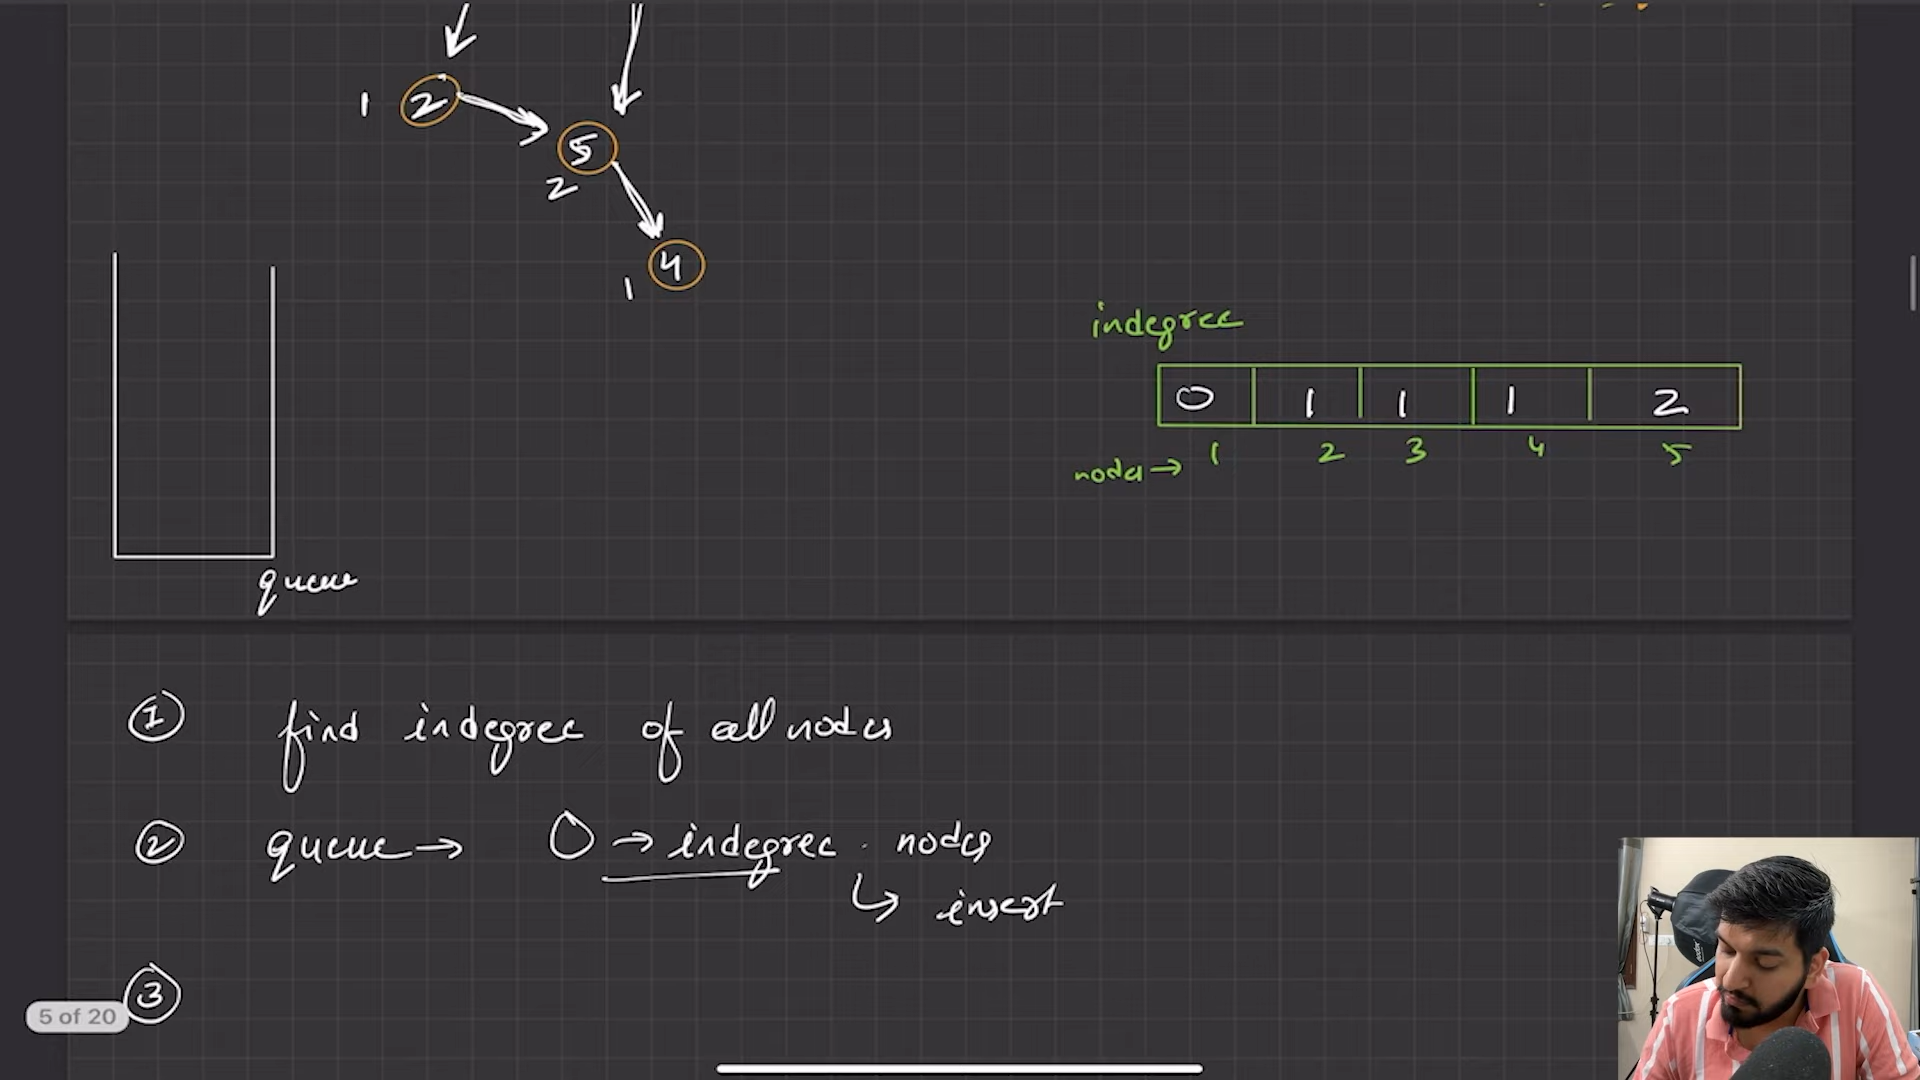 1 2
5
2
4
1
indegree
0 1 1 1 2
nodes → 1 2 3 4 5
queue
① find indegree of all nodes
② queue → 0 → indegree nodes
↳ insert
③
5 of 20